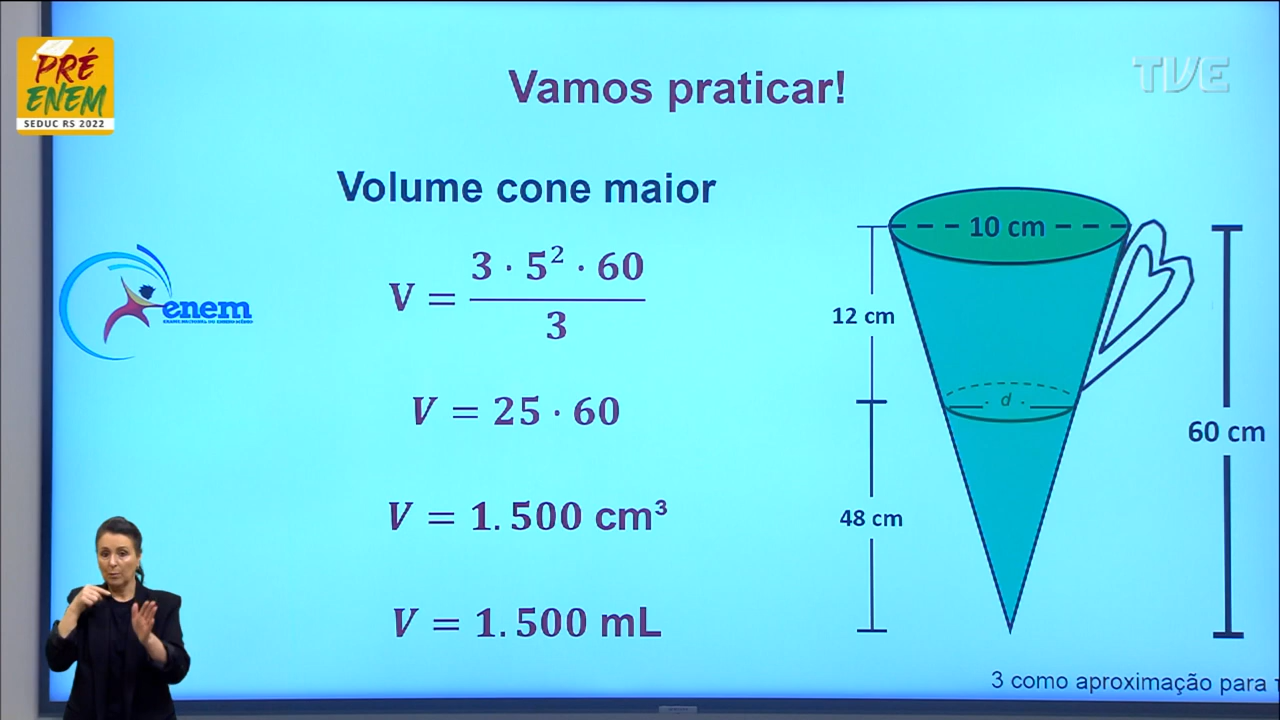 PRÉ
ENEM
SEDUC RS 2022
TVE
Vamos praticar!
Volume cone maior
V = 3 · 5² · 60 / 3
V = 25 · 60
V = 1.500 cm³
V = 1.500 mL
enem
10 cm
12 cm
d
60 cm
48 cm
3 como aproximação para